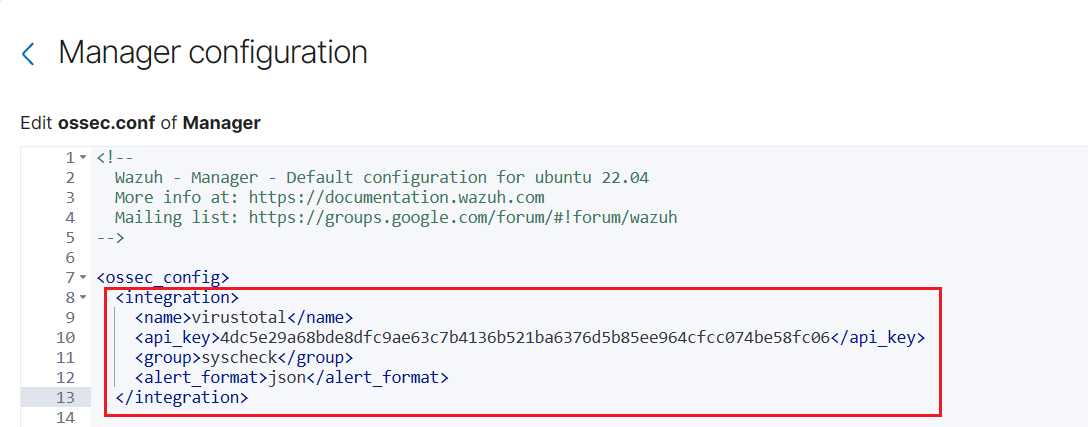 Manager configuration
Edit ossec.conf of Manager
1 <!--
2 Wazuh - Manager - Default configuration for ubuntu 22.04
3 More info at: https://documentation.wazuh.com
4 Mailing list: https://groups.google.com/forum/#!forum/wazuh
5 -->
6
7 <ossec_config>
8 <integration>
9 <name>virustotal</name>
10 <api_key>4dc5e29a68bde8dfc9ae63c7b4136b521ba6376d5b85ee964cfcc074be58fc06</api_key>
11 <group>syscheck</group>
12 <alert_format>json</alert_format>
13 </integration>
14